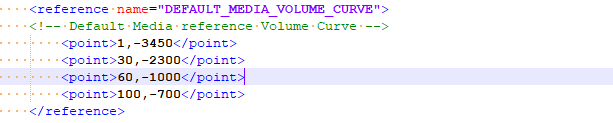 <reference name="DEFAULT_MEDIA_VOLUME_CURVE">
<!-- Default Media reference Volume Curve -->
<point>1,-3450</point>
<point>30,-2300</point>
<point>60,-1000</point>
<point>100,-700</point>
</reference>